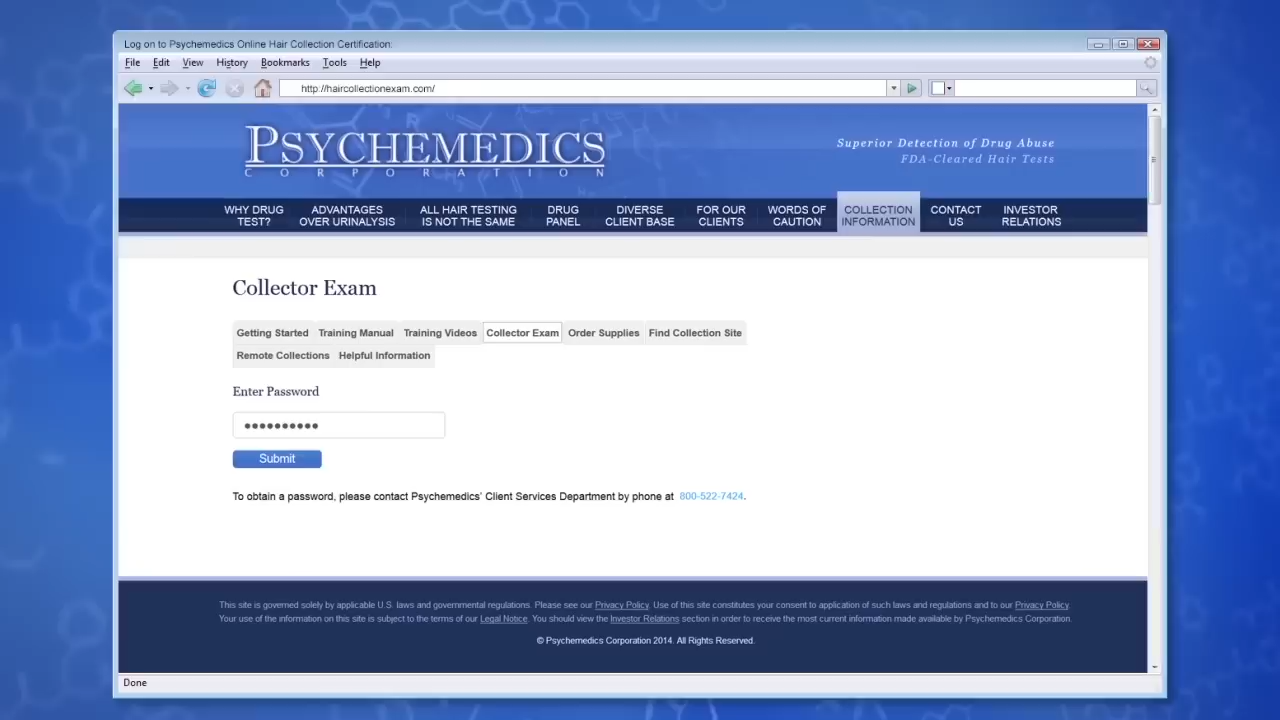 Log on to Psychemedics Online Hair Collection Certification:
File Edit View History Bookmarks Tools Help
http://haircollectionexam.com/
PSYCHEMEDICS
CORPORATION
Superior Detection of Drug Abuse
FDA-Cleared Hair Tests
WHY DRUG TEST?
ADVANTAGES OVER URINALYSIS
ALL HAIR TESTING IS NOT THE SAME
DRUG PANEL
DIVERSE CLIENT BASE
FOR OUR CLIENTS
WORDS OF CAUTION
COLLECTION INFORMATION
CONTACT US
INVESTOR RELATIONS
Collector Exam
Getting Started Training Manual Training Videos Collector Exam Order Supplies Find Collection Site
Remote Collections Helpful Information
Enter Password
••••••••••
Submit
To obtain a password, please contact Psychemedics' Client Services Department by phone at 800-522-7424.
This site is governed solely by applicable U.S. laws and governmental regulations. Please see our Privacy Policy. Use of this site constitutes your consent to application of such laws and regulations and to our Privacy Policy.
Your use of the information on this site is subject to the terms of our Legal Notice. You should view the Investor Relations section in order to receive the most current information made available by Psychemedics Corporation.
© Psychemedics Corporation 2014. All Rights Reserved.
Done